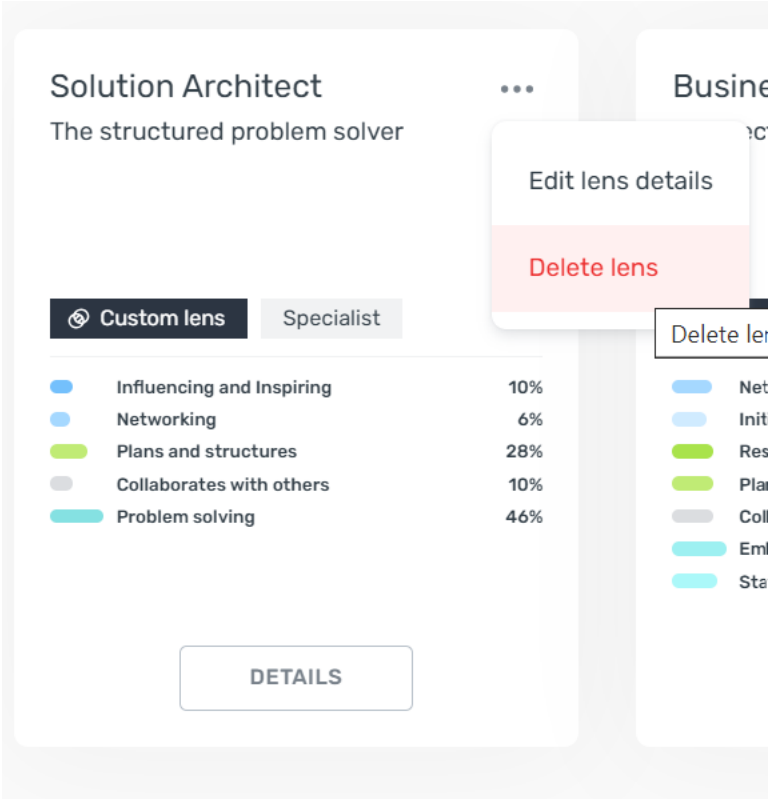 Solution Architect
The structured problem solver
Edit lens details
Delete lens
Custom lens
Specialist
Influencing and Inspiring 10%
Networking 6%
Plans and structures 28%
Collaborates with others 10%
Problem solving 46%
DETAILS
Delete